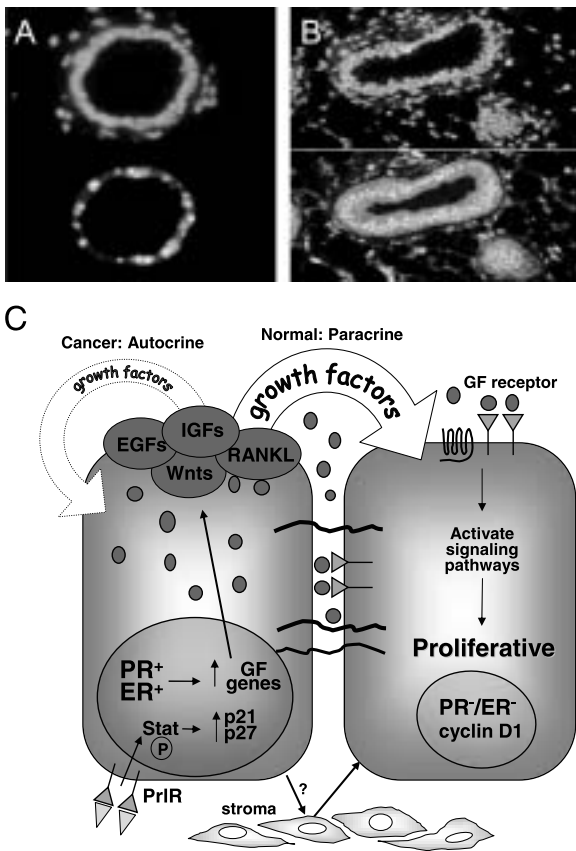 A
B
C
Cancer: Autocrine
Normal: Paracrine
growth factors
growth factors
GF receptor
EGFs
IGFs
Wnts
RANKL
Activate
signaling
pathways
Proliferative
PR⁺
ER⁺
GF
genes
Stat
P
p21
p27
PR⁻/ER⁻
cyclin D1
PrlR
?
stroma